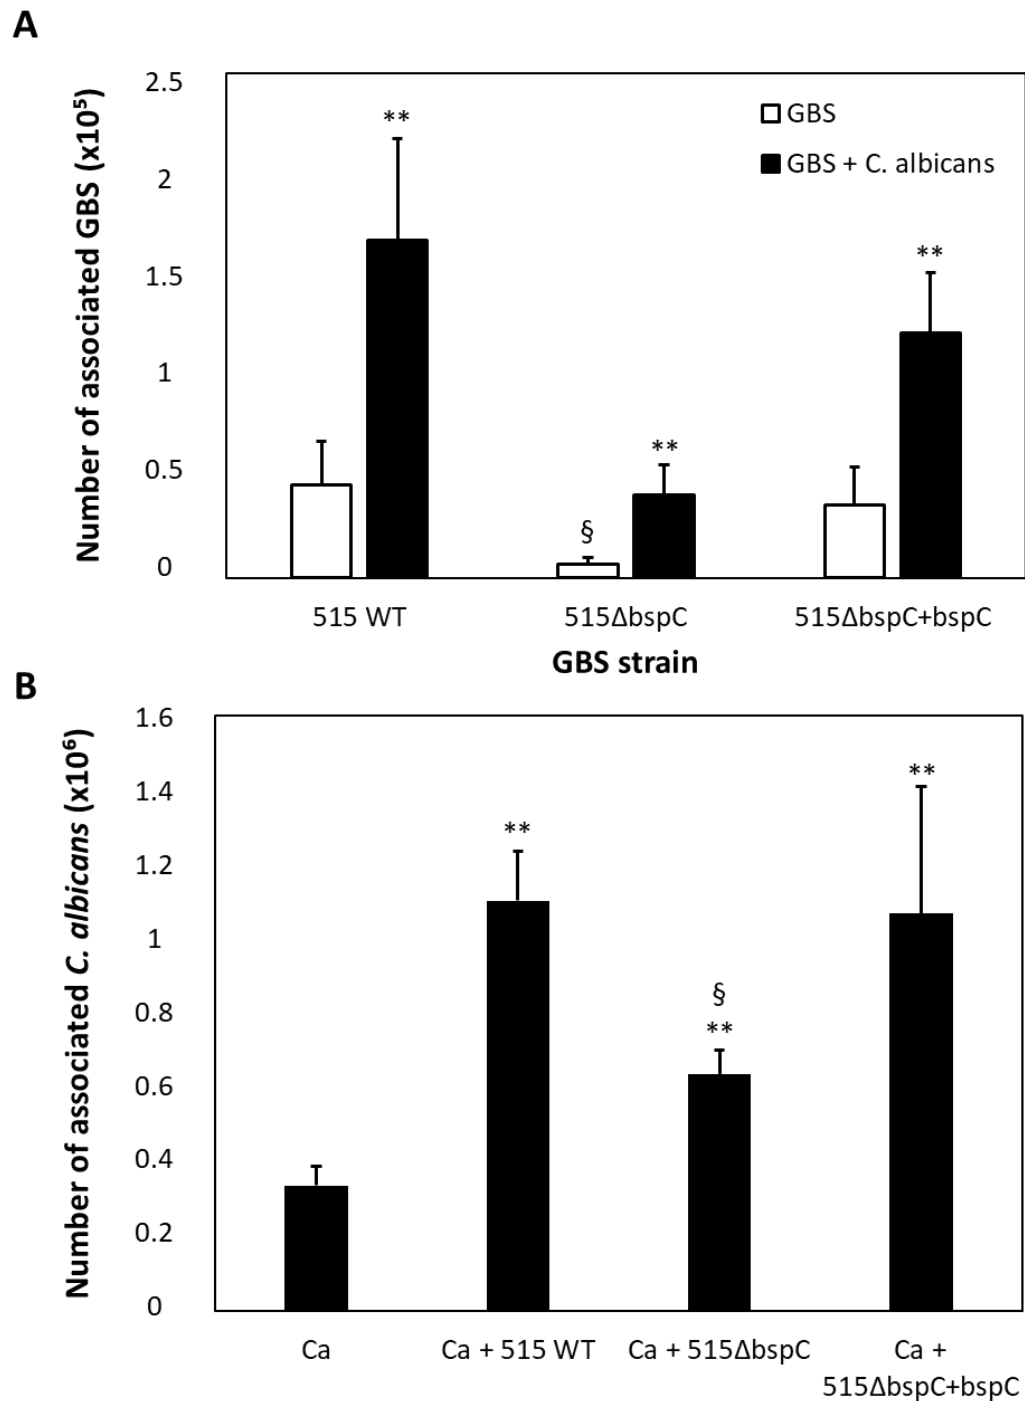 A
Number of associated GBS (x10⁵)
2.5
2
1.5
1
0.5
0
GBS
GBS + C. albicans
**
§
**
**
515 WT
515ΔbspC
515ΔbspC+bspC
GBS strain
B
Number of associated C. albicans (x10⁶)
1.6
1.4
1.2
1
0.8
0.6
0.4
0.2
0
**
§
**
**
Ca
Ca + 515 WT
Ca + 515ΔbspC
Ca +
515ΔbspC+bspC